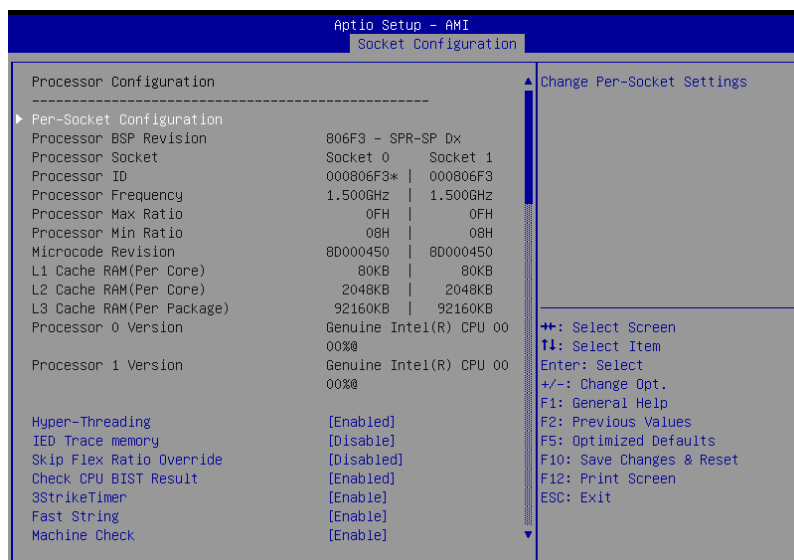 Aptio Setup – AMI
Socket Configuration
Processor Configuration
--------------------------------------------------
Per-Socket Configuration
Processor BSP Revision 806F3 - SPR-SP Dx
Processor Socket Socket 0 Socket 1
Processor ID 000806F3* | 000806F3
Processor Frequency 1.500GHz | 1.500GHz
Processor Max Ratio 0FH | 0FH
Processor Min Ratio 08H | 08H
Microcode Revision 8D000450 | 8D000450
L1 Cache RAM(Per Core) 80KB | 80KB
L2 Cache RAM(Per Core) 2048KB | 2048KB
L3 Cache RAM(Per Package) 92160KB | 92160KB
Processor 0 Version Genuine Intel(R) CPU 00
00%@
Processor 1 Version Genuine Intel(R) CPU 00
00%@
Hyper-Threading [Enabled]
IED Trace memory [Disable]
Skip Flex Ratio Override [Disabled]
Check CPU BIST Result [Enabled]
3StrikeTimer [Enable]
Fast String [Enable]
Machine Check [Enable]
Change Per-Socket Settings
→←: Select Screen
↑↓: Select Item
Enter: Select
+/-: Change Opt.
F1: General Help
F2: Previous Values
F5: Optimized Defaults
F10: Save Changes & Reset
F12: Print Screen
ESC: Exit